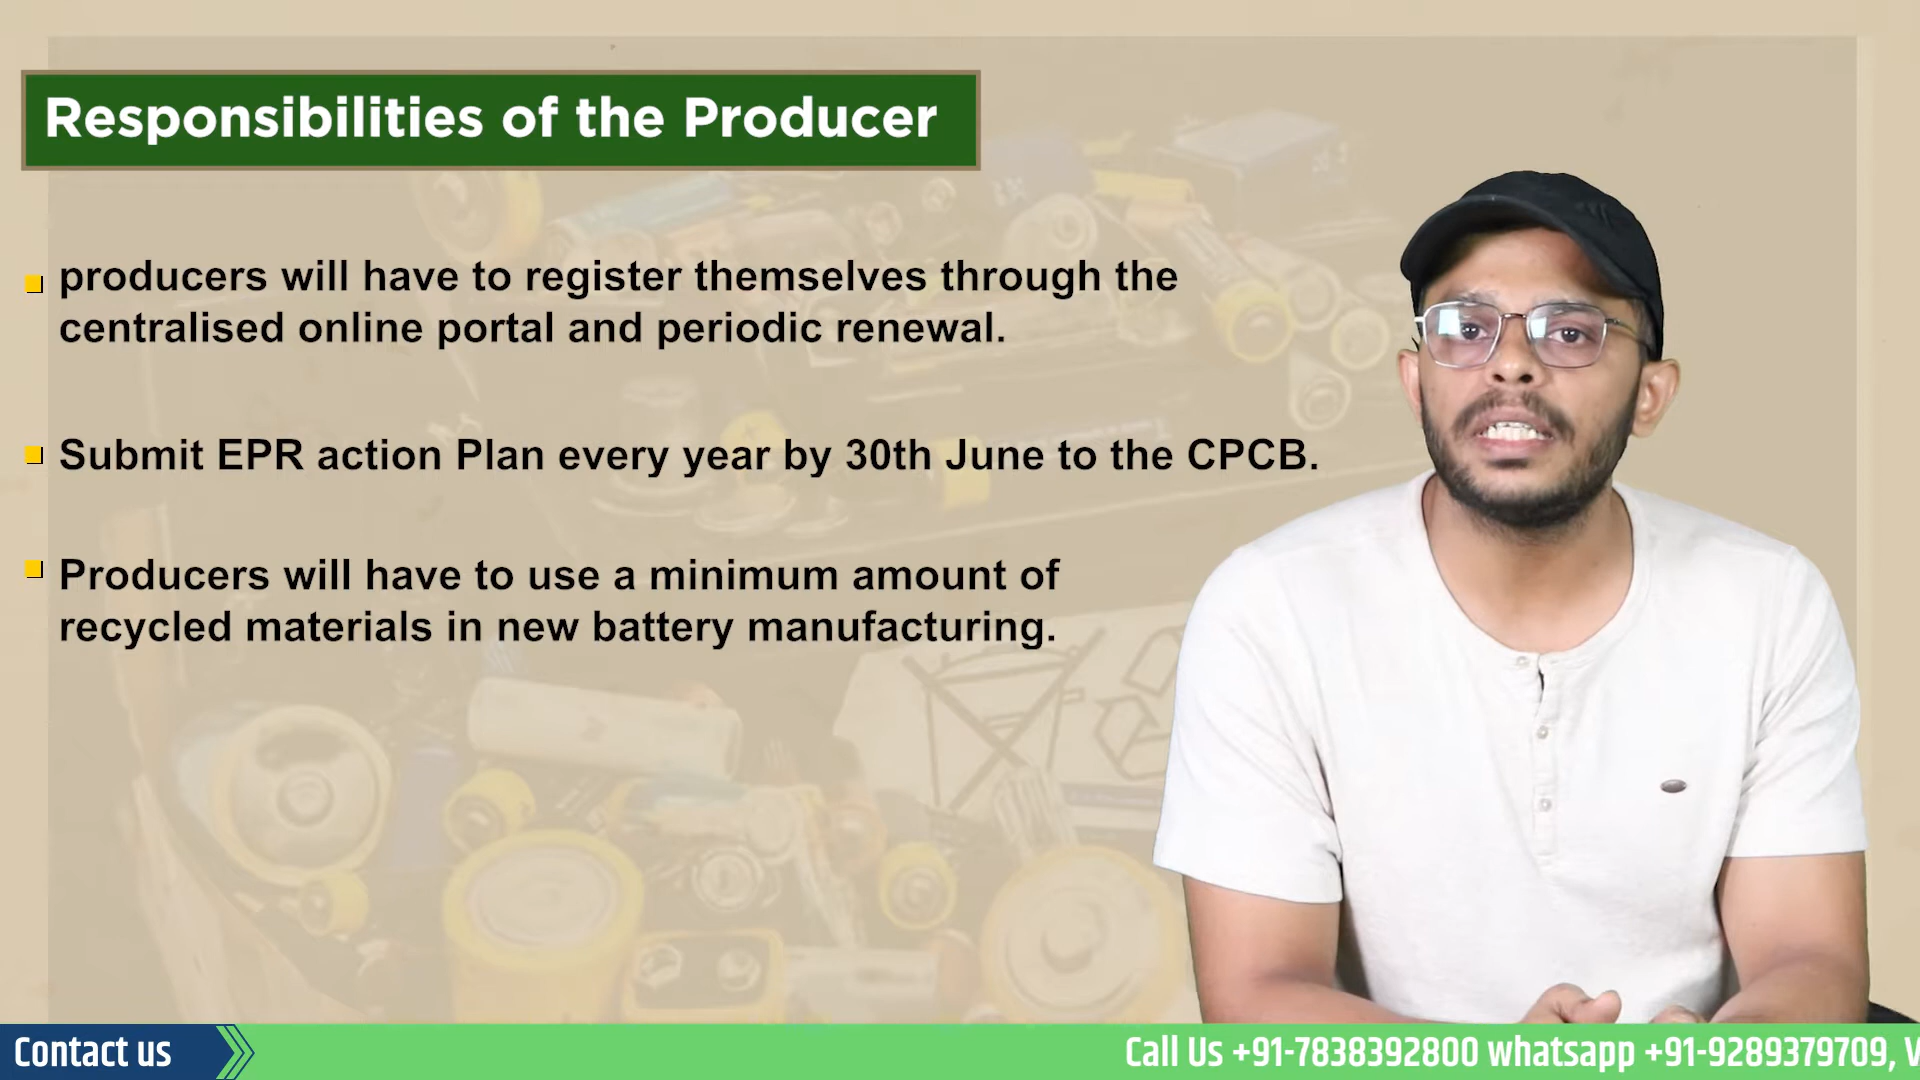 Responsibilities of the Producer
producers will have to register themselves through the
centralised online portal and periodic renewal.
Submit EPR action Plan every year by 30th June to the CPCB.
Producers will have to use a minimum amount of
recycled materials in new battery manufacturing.
Contact us
Call Us +91-7838392800 whatsapp +91-9289379709,